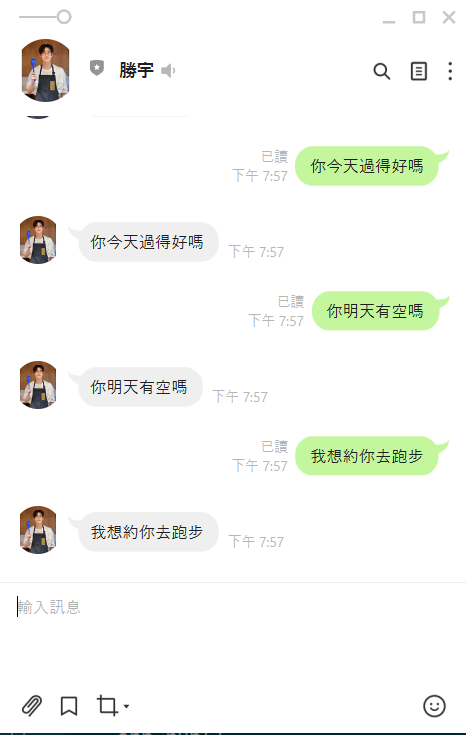 勝宇
已讀
下午 7:57
你今天過得好嗎
你今天過得好嗎
下午 7:57
已讀
下午 7:57
你明天有空嗎
你明天有空嗎
下午 7:57
已讀
下午 7:57
我想約你去跑步
我想約你去跑步
下午 7:57
輸入訊息